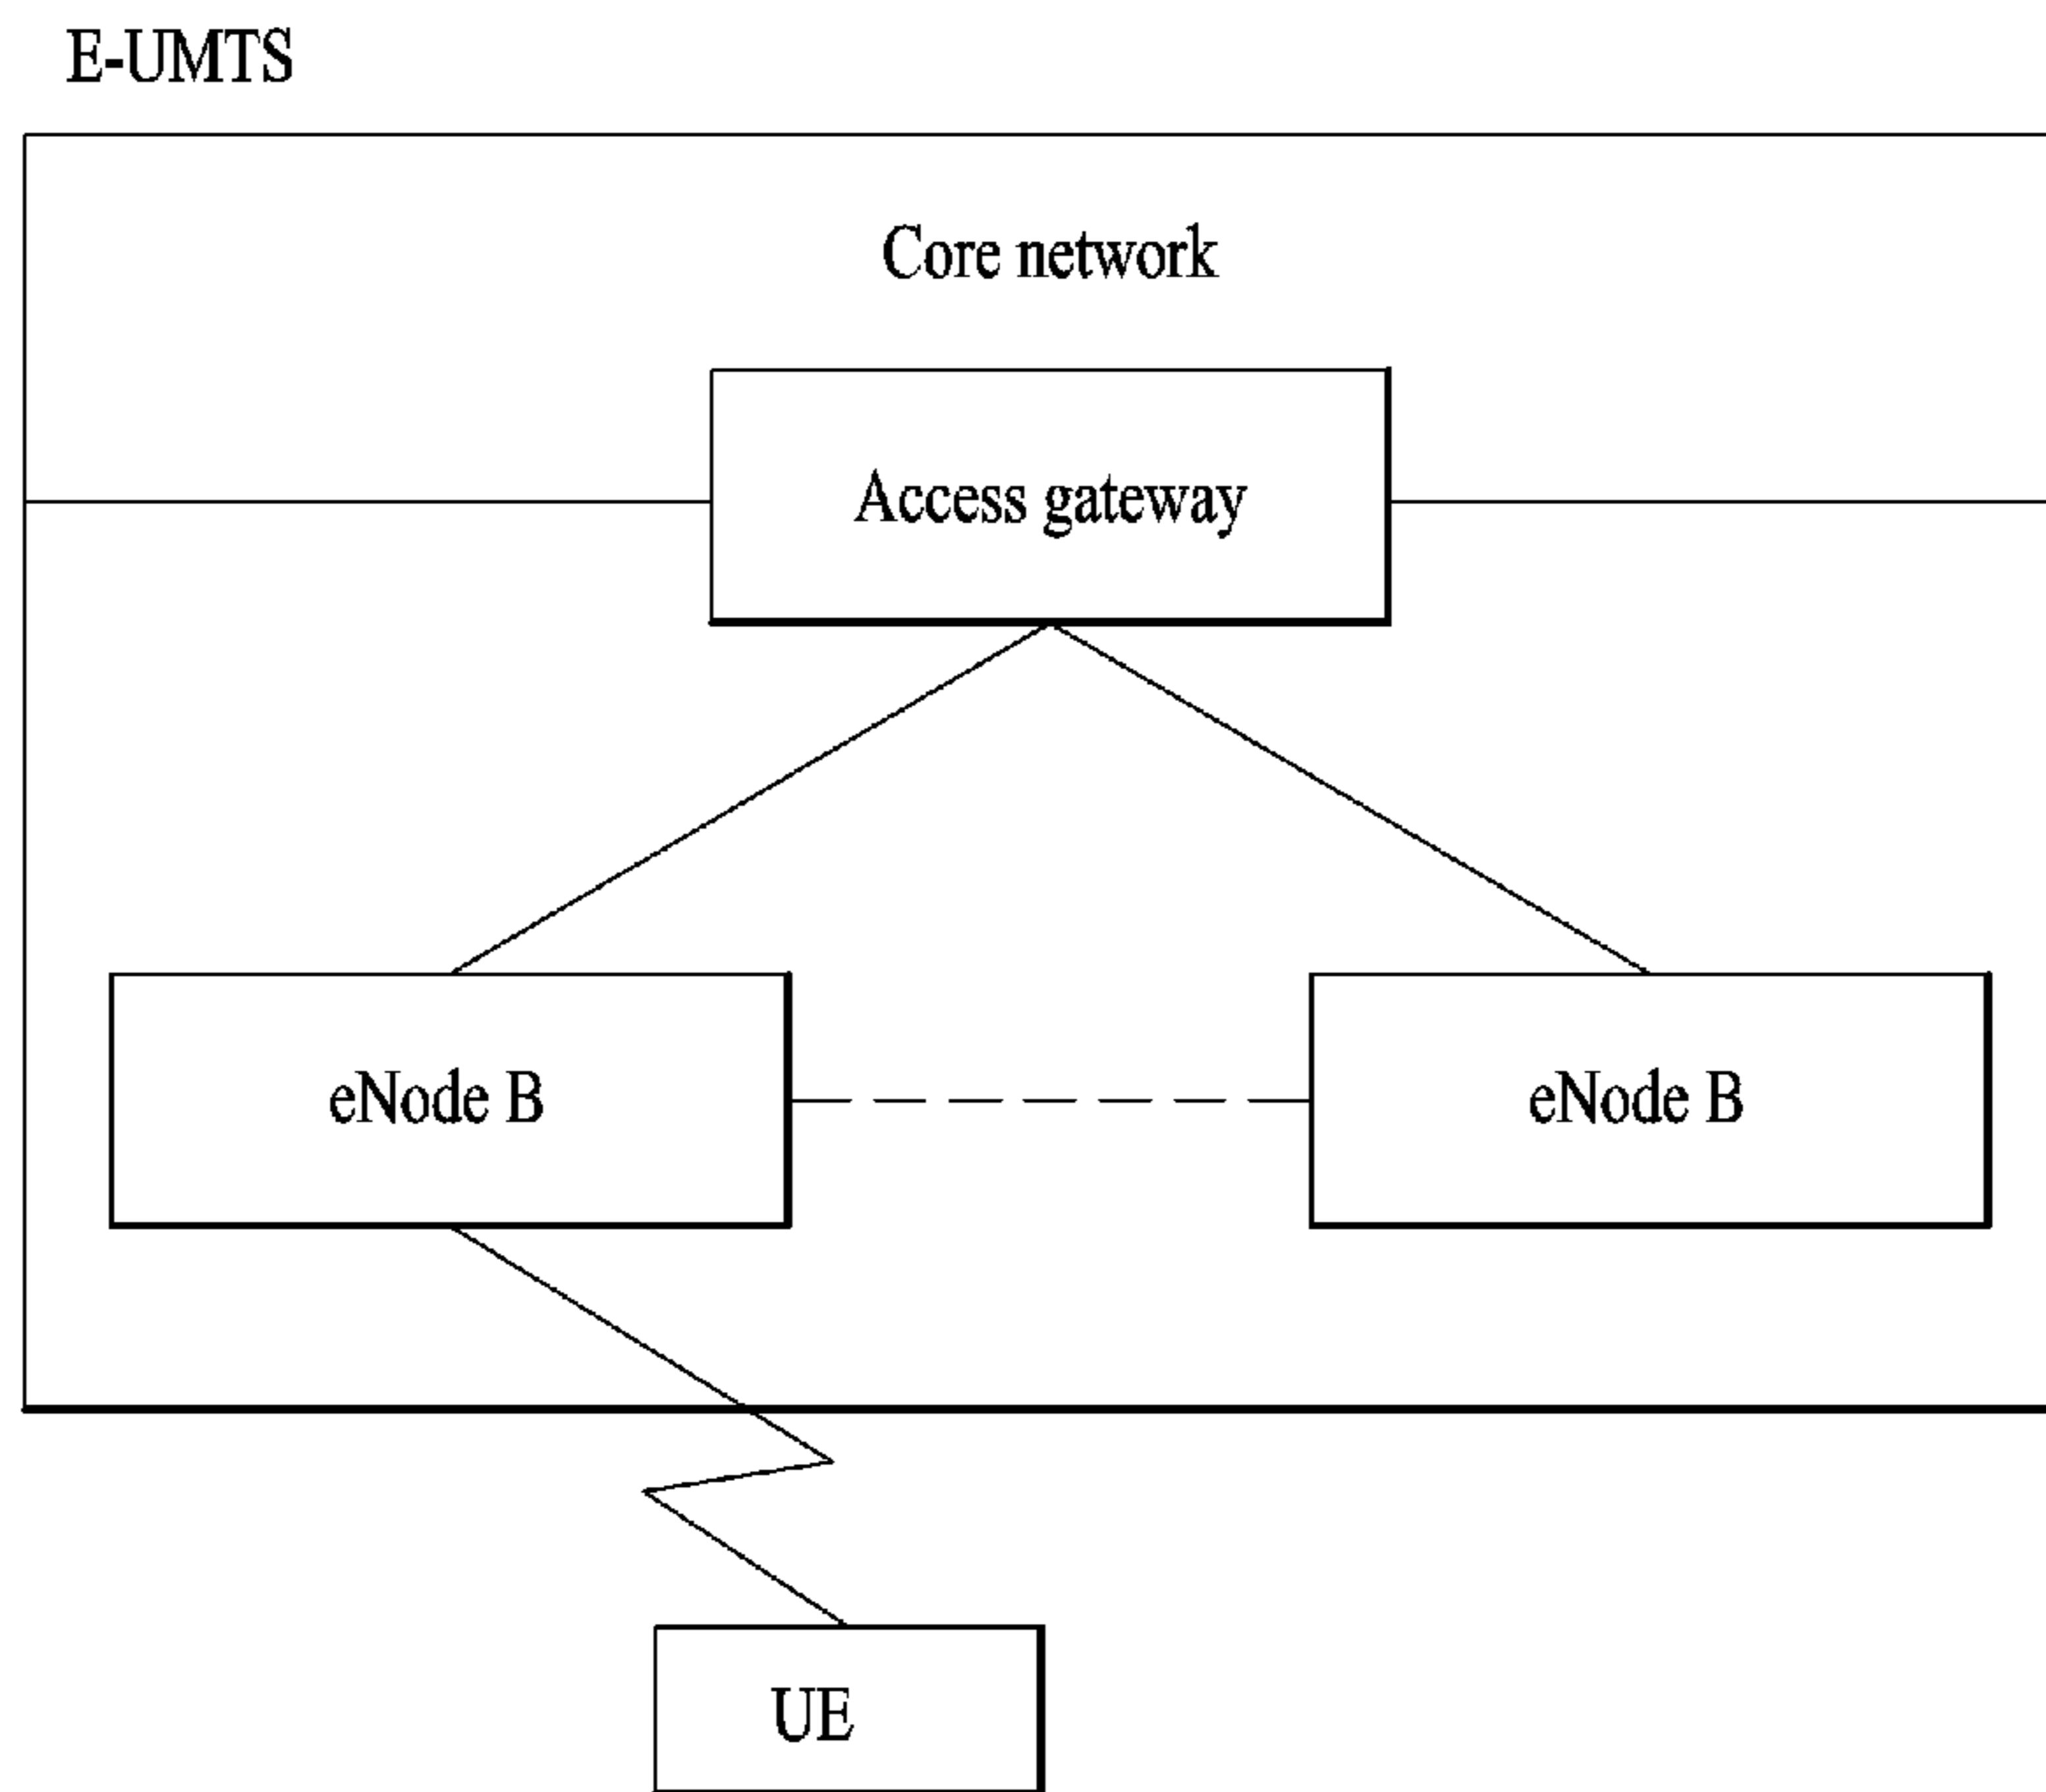 E-UMTS
Core network
Access gateway
eNode B
eNode B
UE